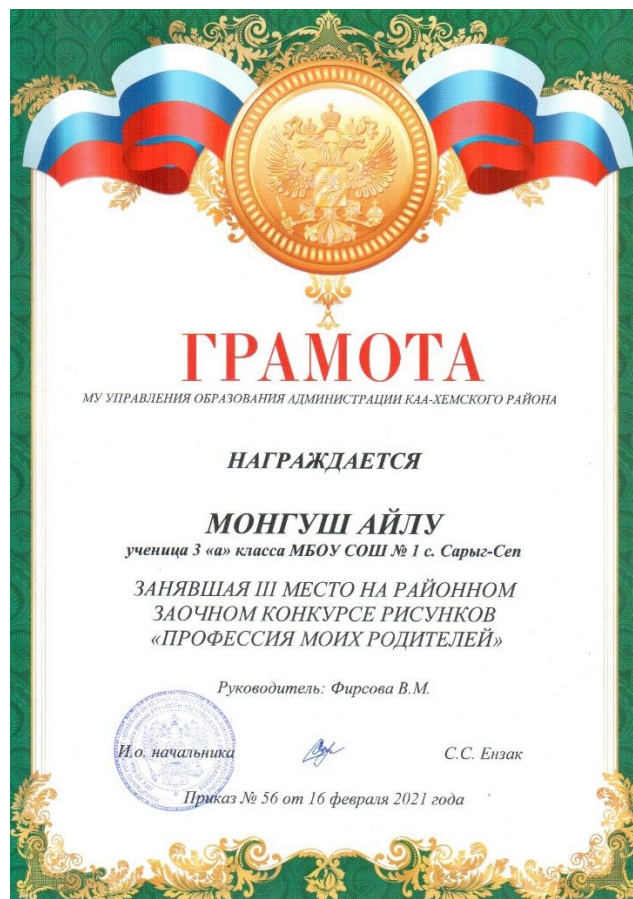 ГРАМОТА
МУ УПРАВЛЕНИЯ ОБРАЗОВАНИЯ АДМИНИСТРАЦИИ КАА-ХЕМСКОГО РАЙОНА
НАГРАЖДАЕТСЯ
МОНГУШ АЙЛУ
ученица 3 «а» класса МБОУ СОШ № 1 с. Сарыг-Сеп
ЗАНЯВШАЯ III МЕСТО НА РАЙОННОМ
ЗАОЧНОМ КОНКУРСЕ РИСУНКОВ
«ПРОФЕССИЯ МОИХ РОДИТЕЛЕЙ»
Руководитель: Фирсова В.М.
И.о. начальника С.С. Ензак
Приказ № 56 от 16 февраля 2021 года